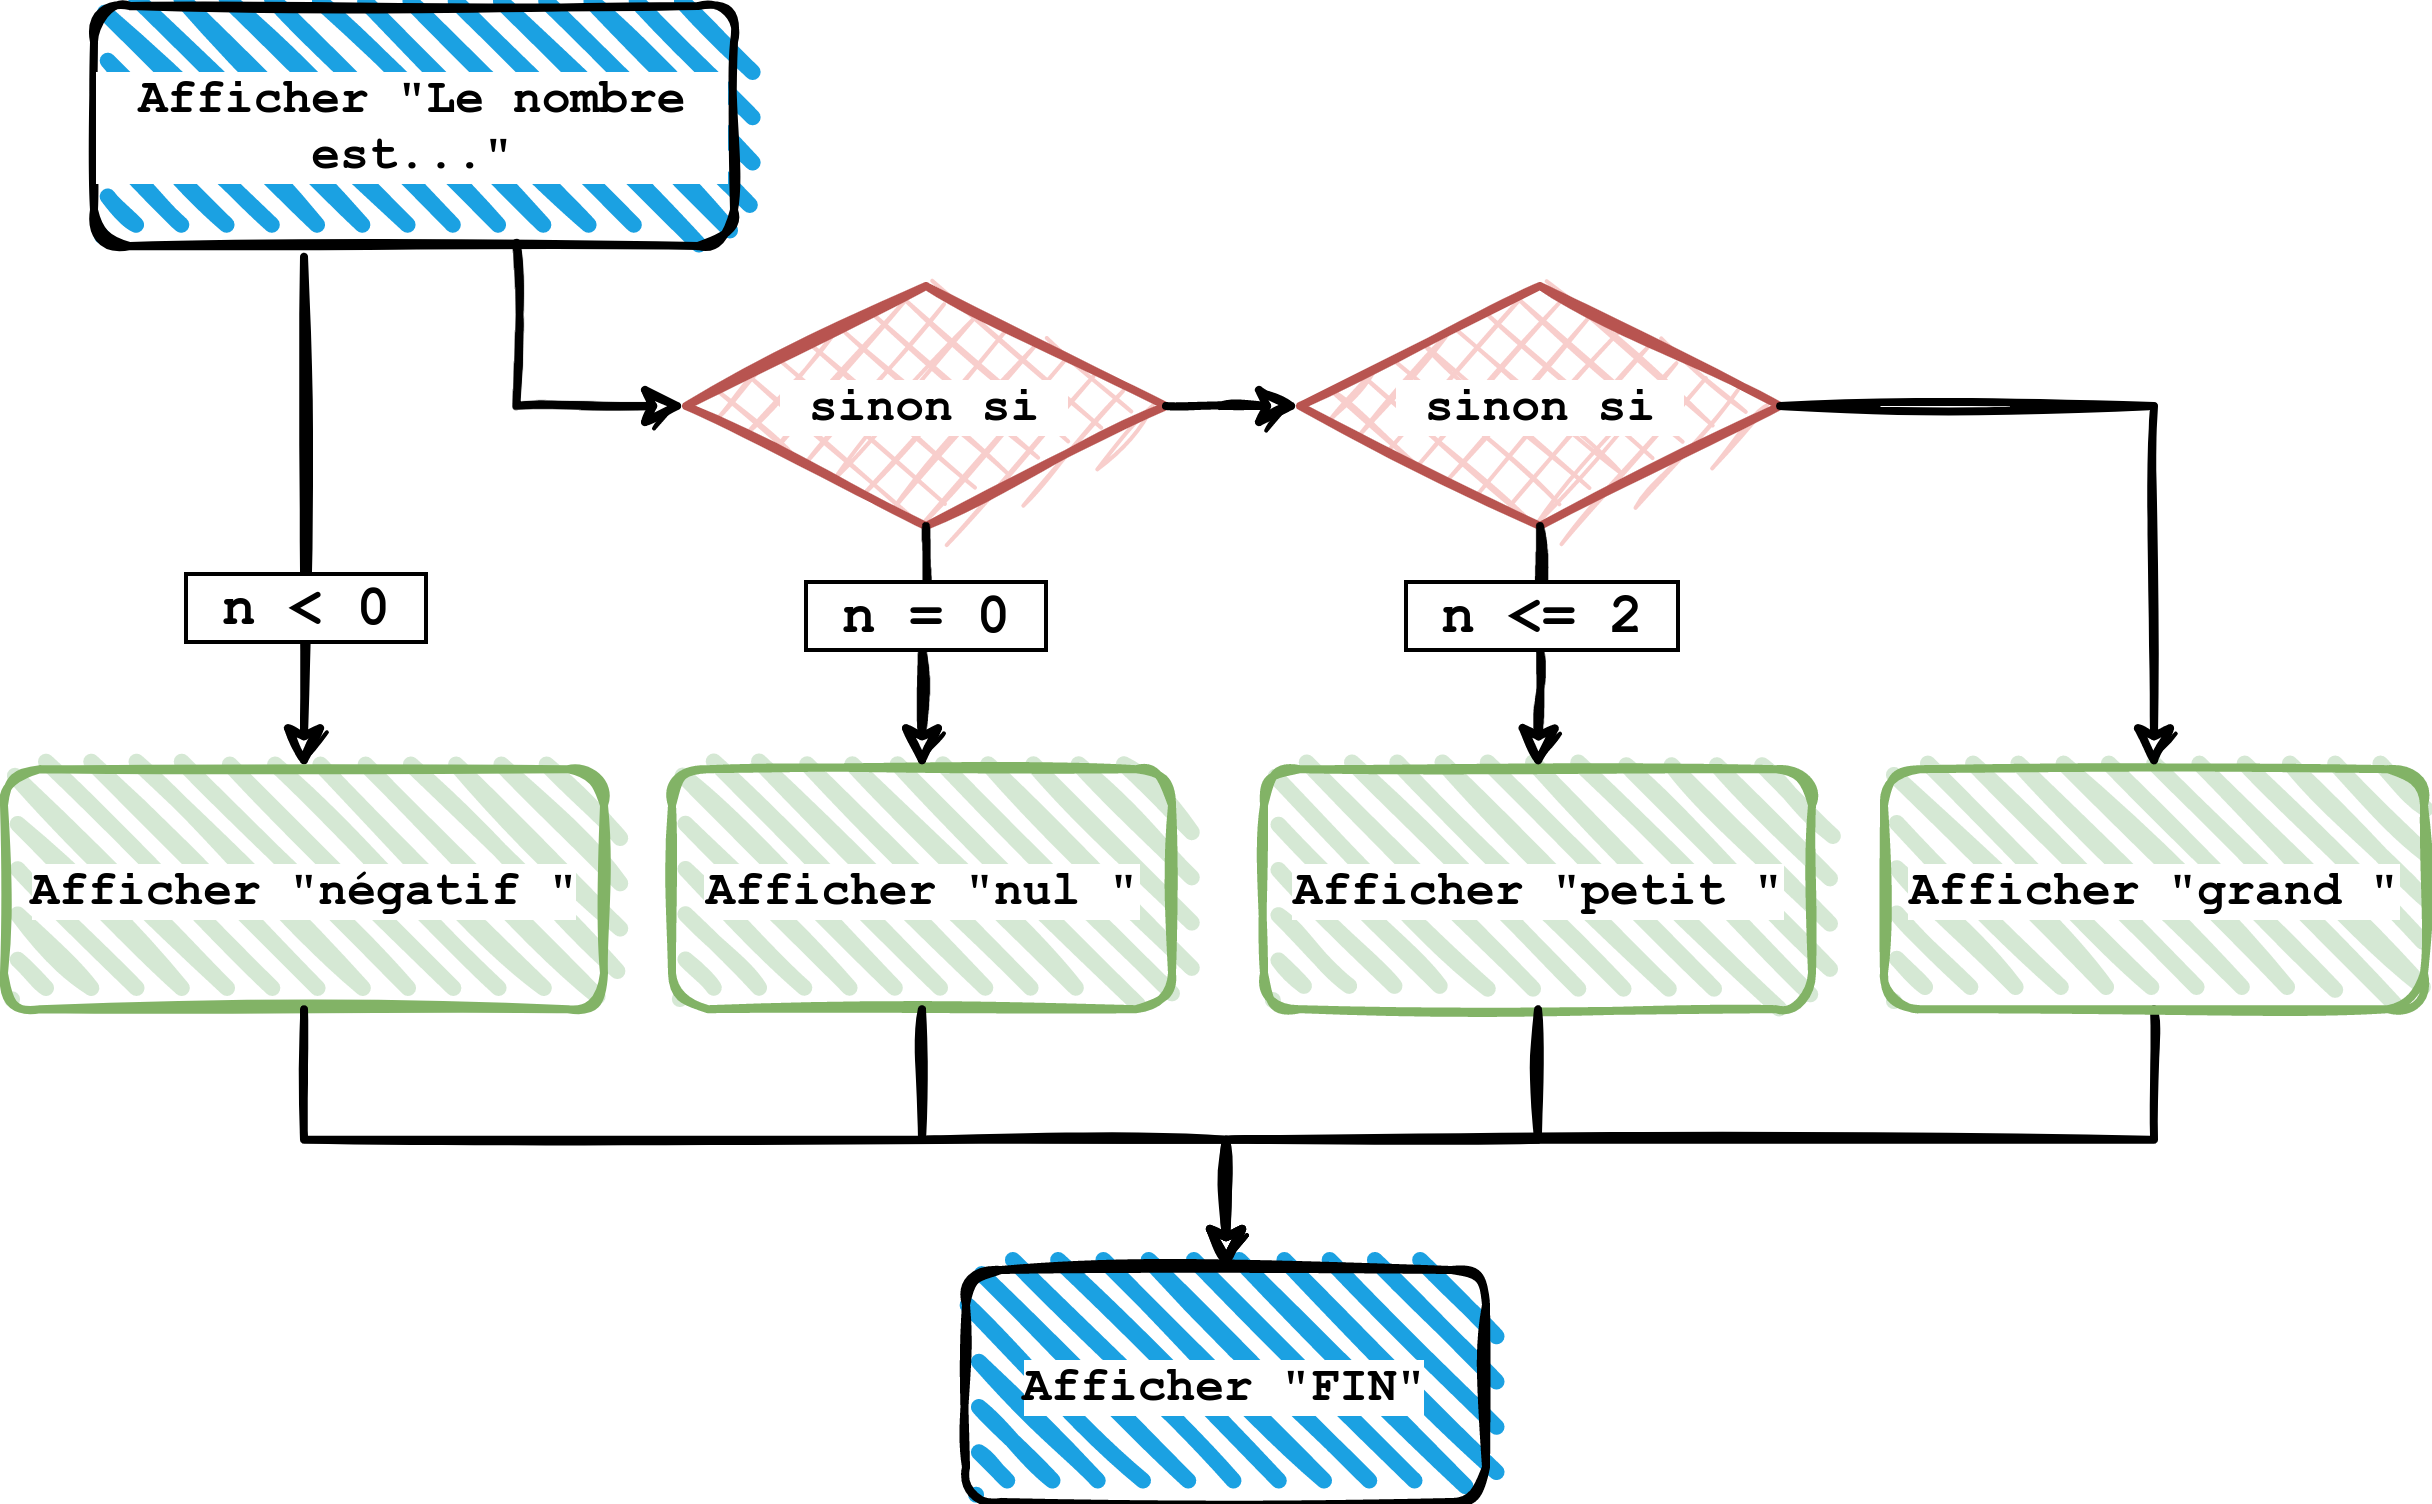 Afficher "Le nombre
est..."
sinon si
sinon si
n < 0
n = 0
n <= 2
Afficher "négatif "
Afficher "nul "
Afficher "petit "
Afficher "grand "
Afficher "FIN"